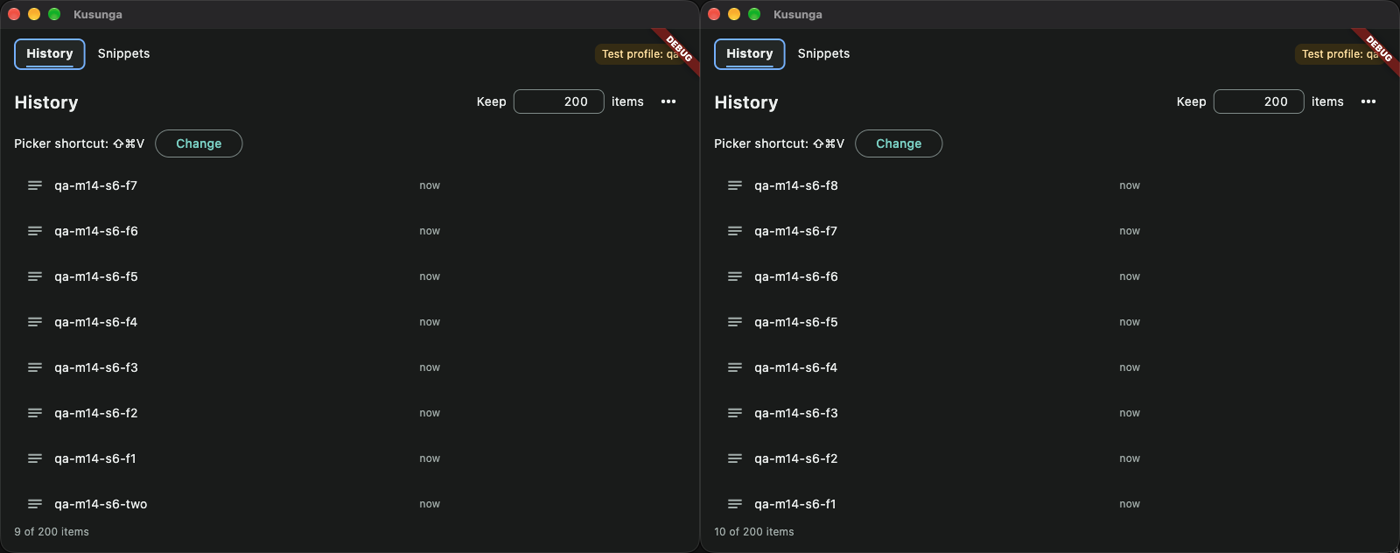 Kusunga
History Snippets Test profile: qa DEBUG
History Keep 200 items •••
Picker shortcut: ⇧⌘V Change
qa-m14-s6-f7 now
qa-m14-s6-f6 now
qa-m14-s6-f5 now
qa-m14-s6-f4 now
qa-m14-s6-f3 now
qa-m14-s6-f2 now
qa-m14-s6-f1 now
qa-m14-s6-two now
9 of 200 items
Kusunga
History Snippets Test profile: qa DEBUG
History Keep 200 items •••
Picker shortcut: ⇧⌘V Change
qa-m14-s6-f8 now
qa-m14-s6-f7 now
qa-m14-s6-f6 now
qa-m14-s6-f5 now
qa-m14-s6-f4 now
qa-m14-s6-f3 now
qa-m14-s6-f2 now
qa-m14-s6-f1 now
10 of 200 items